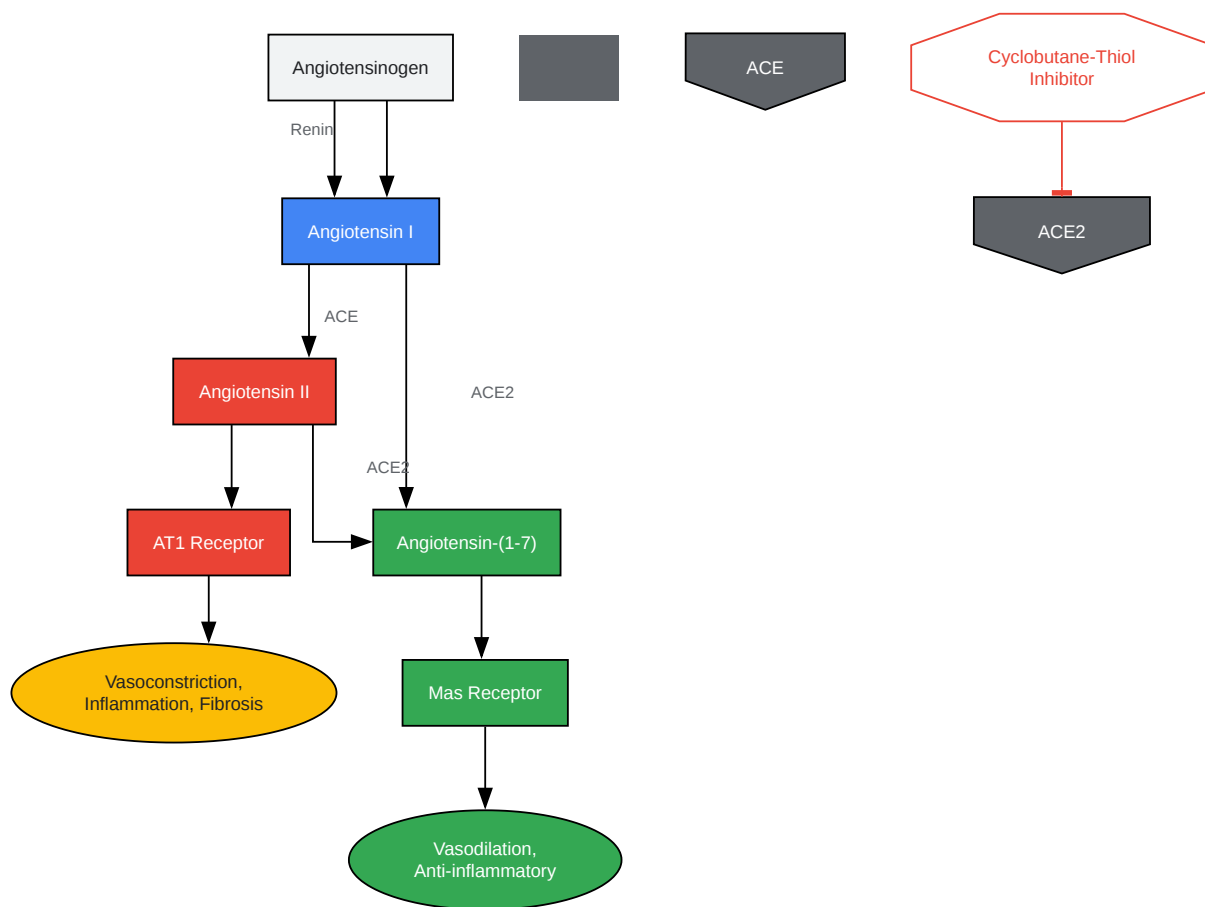 Angiotensinogen
ACE
Cyclobutane-Thiol
Inhibitor
Renin
Angiotensin I
ACE2
ACE
Angiotensin II
ACE2
ACE2
AT1 Receptor
Angiotensin-(1-7)
Vasoconstriction,
Inflammation, Fibrosis
Mas Receptor
Vasodilation,
Anti-inflammatory